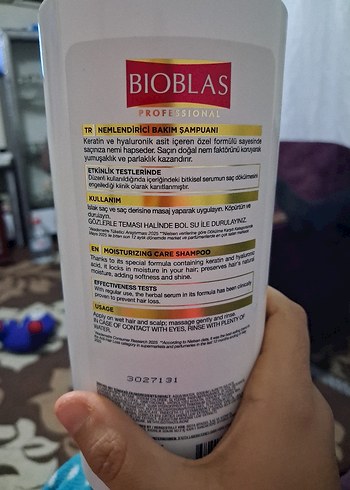 BIOBLAS
PROFESSIONAL
TR NEMLENDİRİCİ BAKIM ŞAMPUANI
Keratin ve hyaluronik asit içeren özel formülü sayesinde
saçınıza nemi hapseder. Saçın doğal nem faktörünü koruyarak
yumuşaklık ve parlaklık kazandırır.
ETKİNLİK TESTLERİNDE
Düzenli kullanıldığında içeriğindeki bitkisel serumun saç dökülmesini
engellediği klinik olarak kanıtlanmıştır.
KULLANIM
Islak saç ve saç derisine masaj yaparak uygulayın. Köpürtün ve
durulayın.
GÖZLERLE TEMASI HALİNDE BOL SU İLE DURULAYINIZ.
EN MOISTURIZING CARE SHAMPOO
Thanks to its special formula containing keratin and hyaluronic
acid, it locks in moisture in your hair; preserves hair's natural
moisture, adding softness and shine.
EFFECTIVENESS TESTS
With regular use, the herbal serum in its formula has been clinically
proven to prevent hair loss.
USAGE
Apply on wet hair and scalp; massage gently and rinse.
IN CASE OF CONTACT WITH EYES, RINSE WITH PLENTY OF
WATER.
3027131